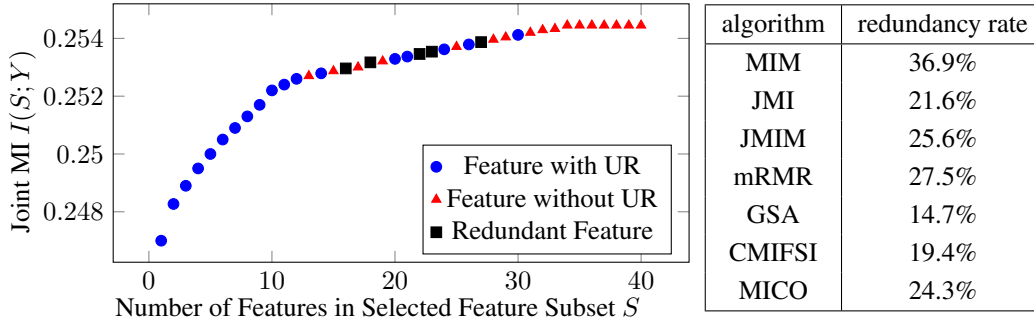 0.254
0.252
0.25
0.248
Joint MI I(S;Y)
Feature with UR
Feature without UR
Redundant Feature
0 10 20 30 40
Number of Features in Selected Feature Subset S
algorithm redundancy rate
MIM 36.9%
JMI 21.6%
JMIM 25.6%
mRMR 27.5%
GSA 14.7%
CMIFSI 19.4%
MICO 24.3%